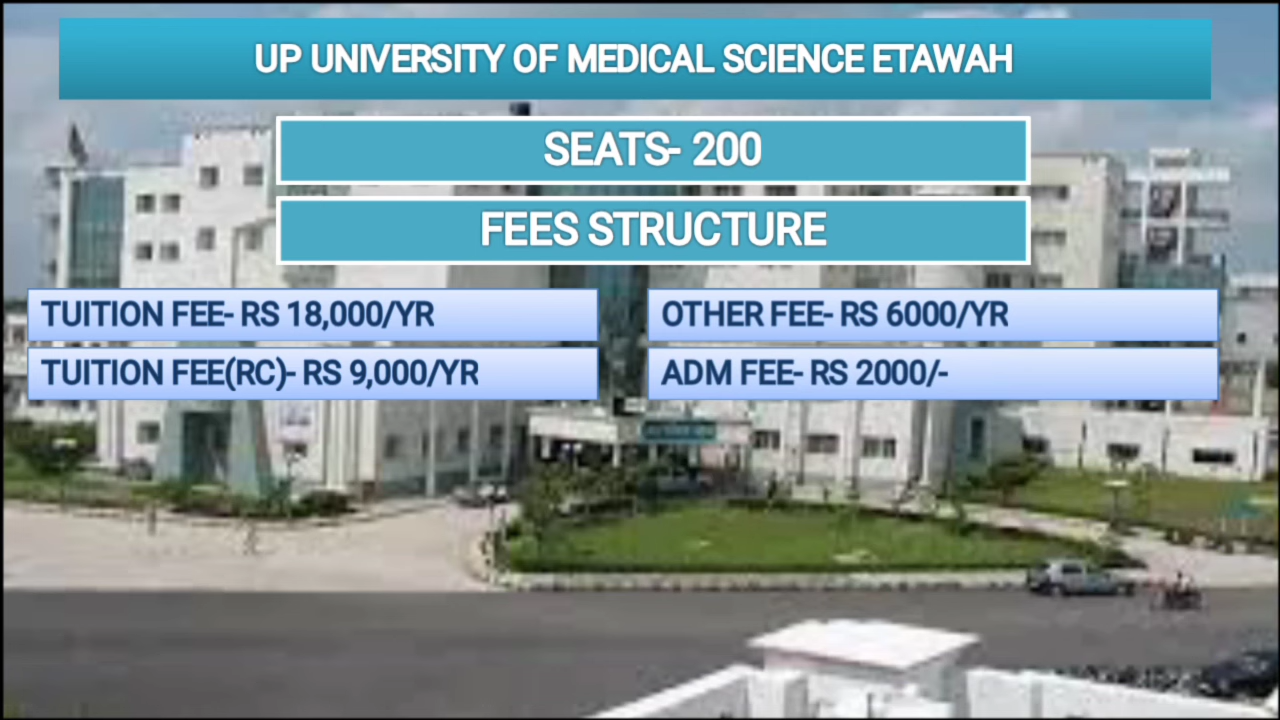 UP UNIVERSITY OF MEDICAL SCIENCE ETAWAH
SEATS- 200
FEES STRUCTURE
TUITION FEE- RS 18,000/YR
OTHER FEE- RS 6000/YR
TUITION FEE(RC)- RS 9,000/YR
ADM FEE- RS 2000/-